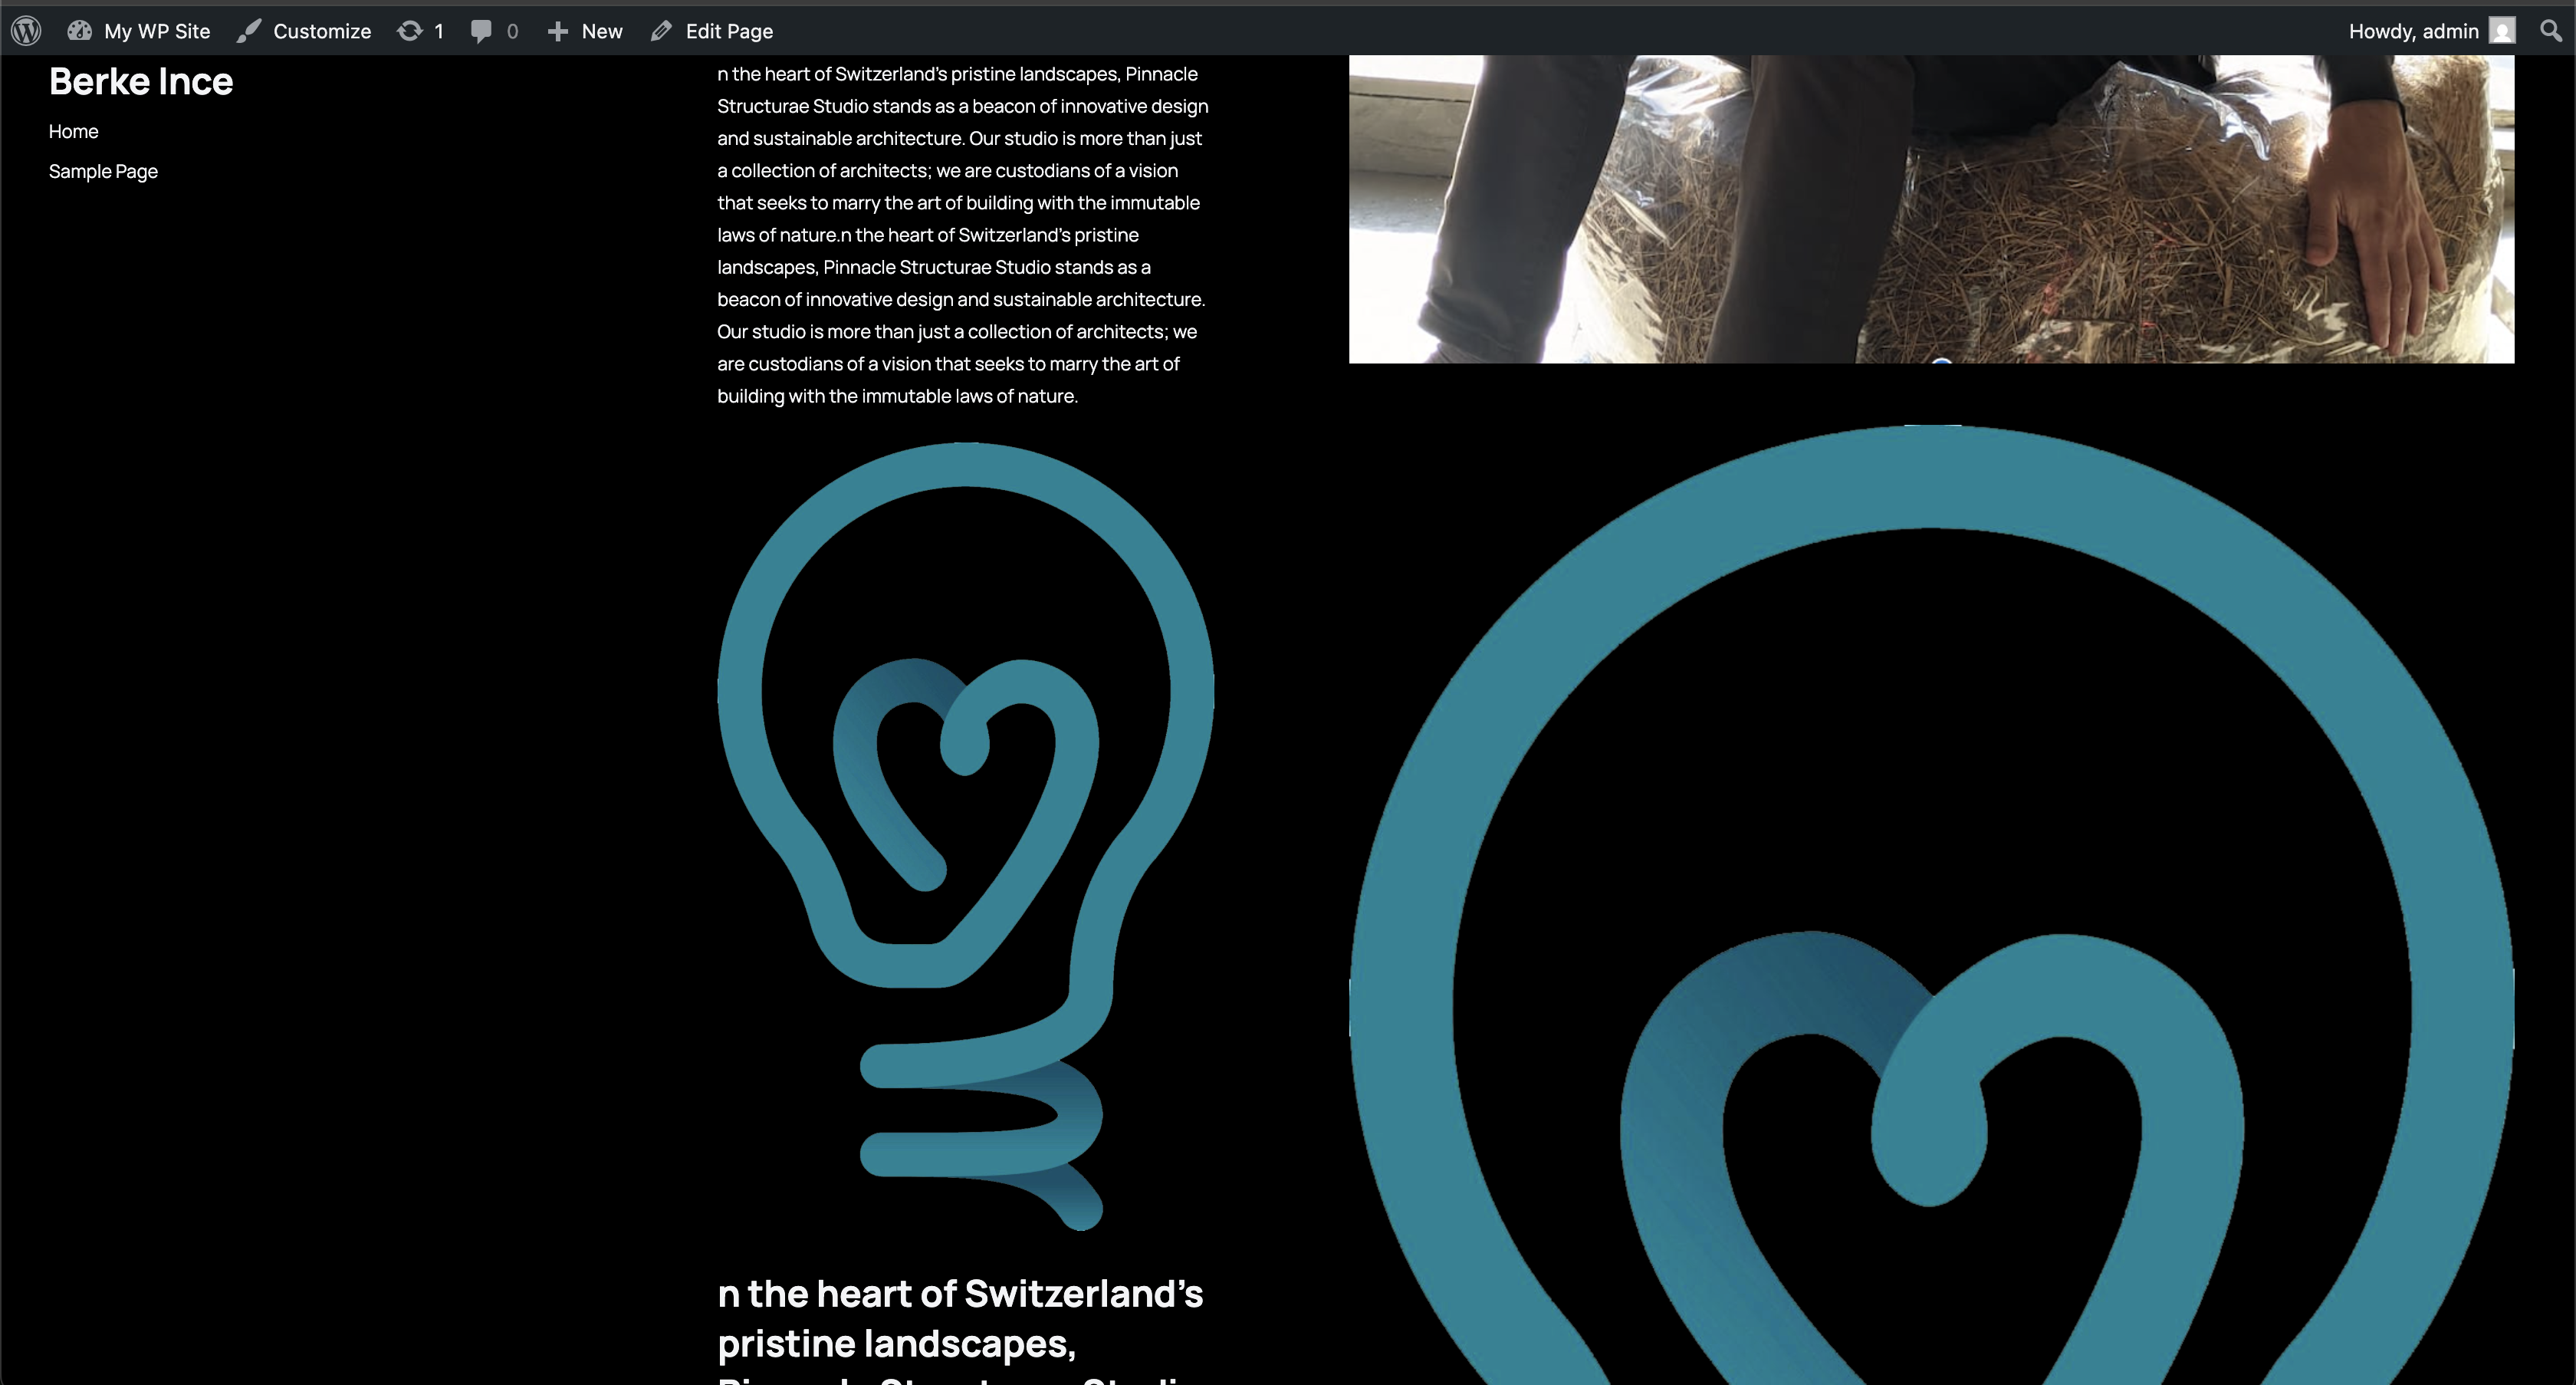 My WP Site Customize 1 0 New Edit Page Howdy, admin
Berke Ince
Home
Sample Page
n the heart of Switzerland’s pristine landscapes, Pinnacle
Structurae Studio stands as a beacon of innovative design
and sustainable architecture. Our studio is more than just
a collection of architects; we are custodians of a vision
that seeks to marry the art of building with the immutable
laws of nature.n the heart of Switzerland’s pristine
landscapes, Pinnacle Structurae Studio stands as a
beacon of innovative design and sustainable architecture.
Our studio is more than just a collection of architects; we
are custodians of a vision that seeks to marry the art of
building with the immutable laws of nature.
n the heart of Switzerland’s
pristine landscapes,